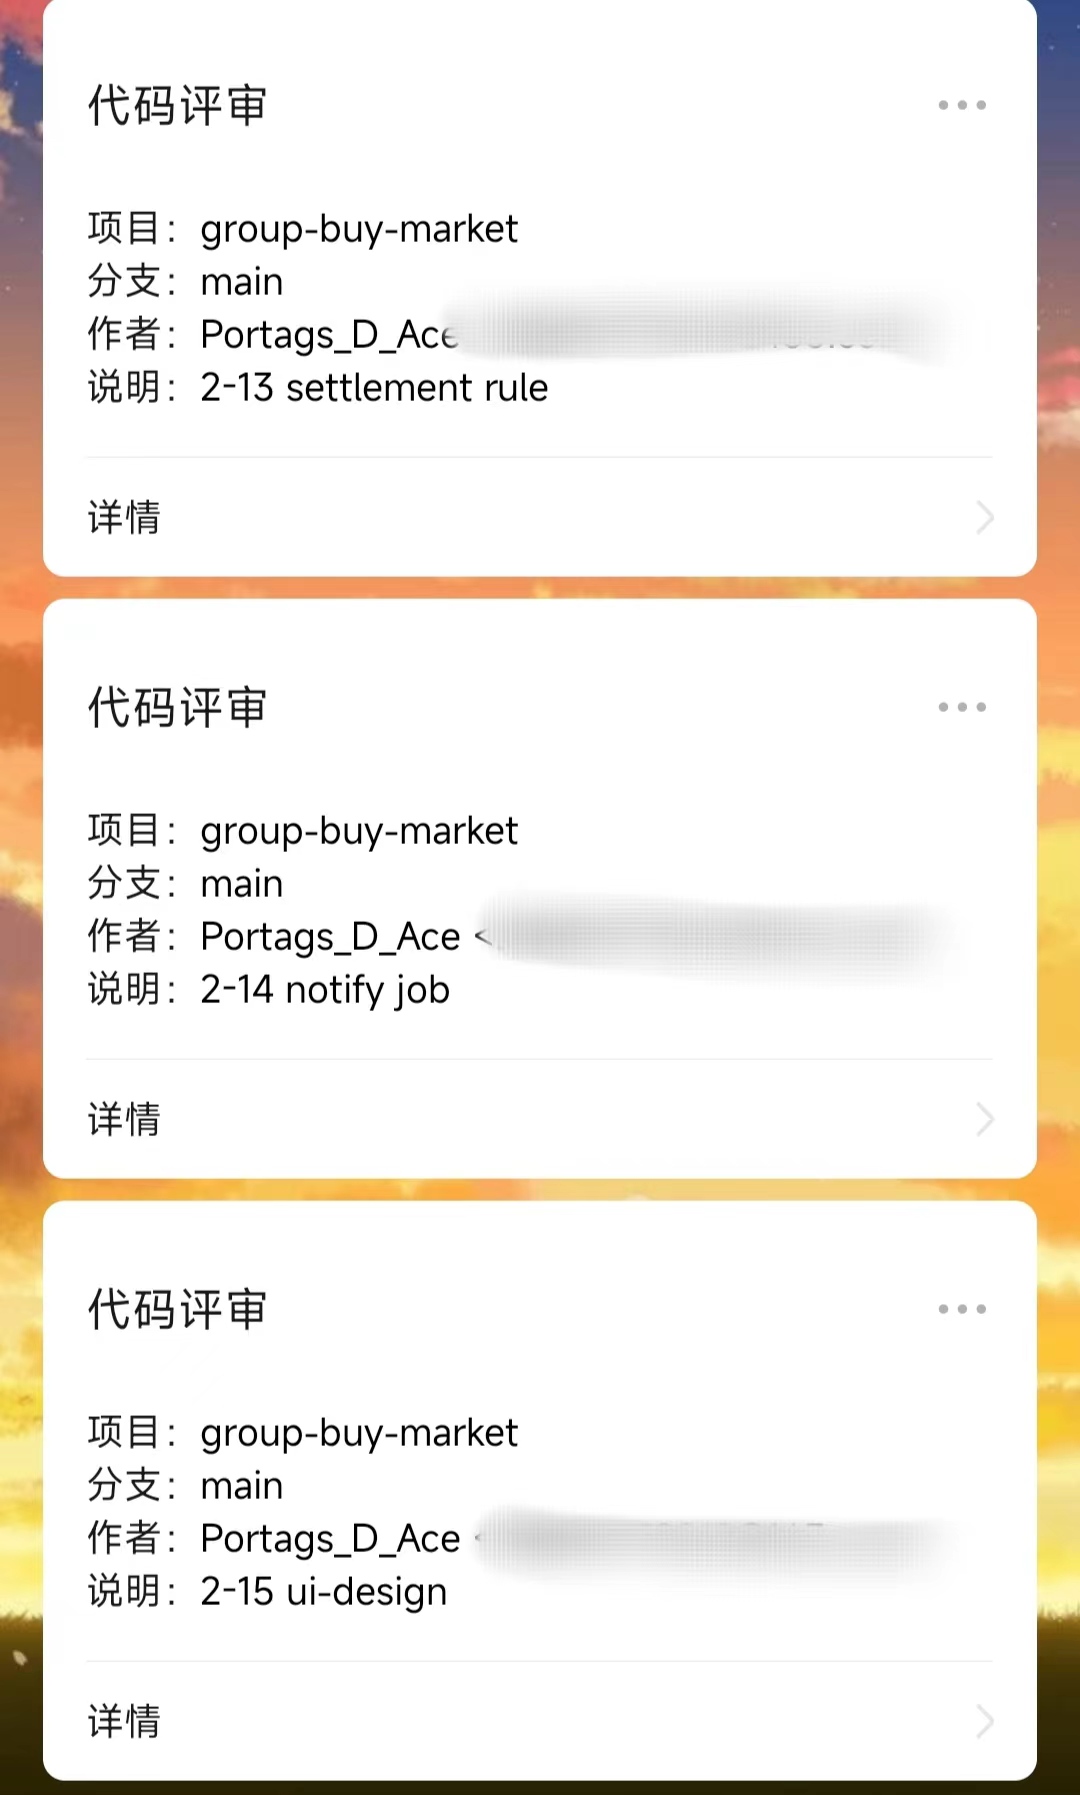 代码评审
项目：group-buy-market
分支：main
作者：Portags_D_Ace
说明：2-13 settlement rule
详情
代码评审
项目：group-buy-market
分支：main
作者：Portags_D_Ace <
说明：2-14 notify job
详情
代码评审
项目：group-buy-market
分支：main
作者：Portags_D_Ace
说明：2-15 ui-design
详情